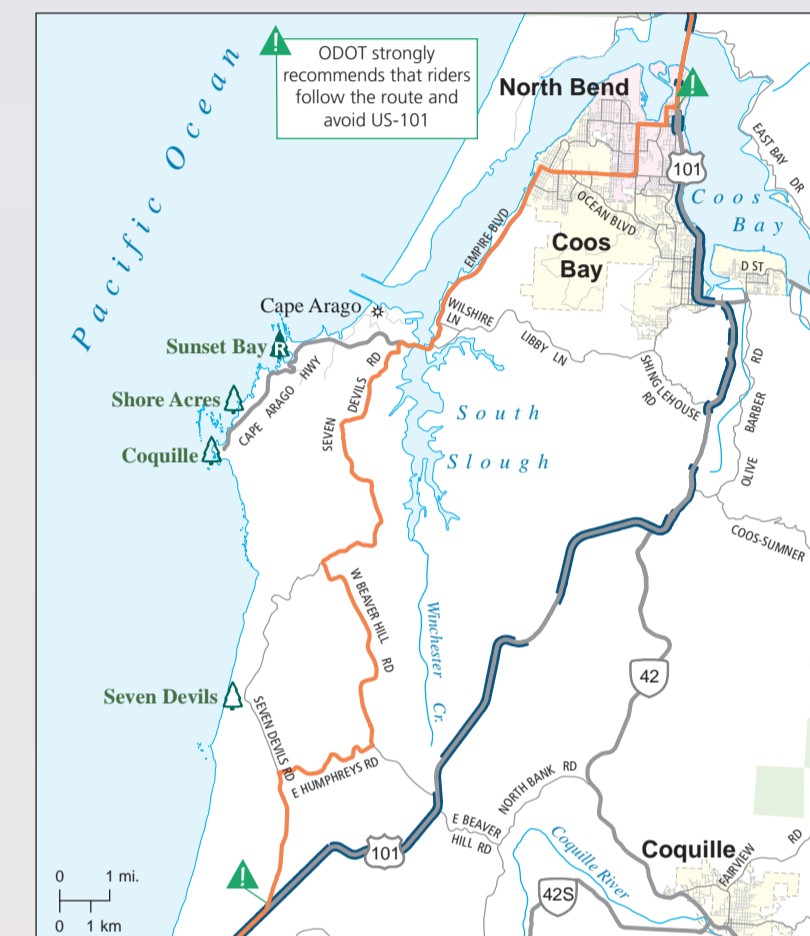 Pacific Ocean
!
ODOT strongly
recommends that riders
follow the route and
avoid US-101
North Bend
!
101
EAST BAY DR
Coos
Bay
OCEAN BLVD
Coos
Bay
D ST
EMPIRE BLVD
Cape Arago
WILSHIRE
LN
LIBBY LN
Sunset Bay
R
SHINGLEHOUSE
RD
CAPE ARAGO HWY
SEVEN DEVILS RD
Shore Acres
South
Slough
OLIVE BARBER RD
Coquille
COOS-SUMNER
W BEAVER HILL RD
Winchester Cr.
42
Seven Devils
SEVEN DEVILS RD
E HUMPHREYS RD
NORTH BANK RD
E BEAVER
HILL RD
101
Coquille River
Coquille
FAIRVIEW RD
!
42S
0 1 mi.
0 1 km